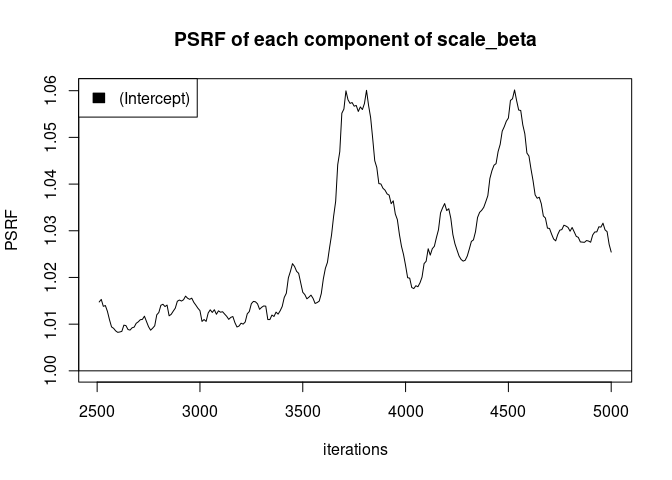 PSRF of each component of scale_beta
(Intercept)
PSRF
1.06
1.05
1.04
1.03
1.02
1.01
1.00
2500 3000 3500 4000 4500 5000
iterations